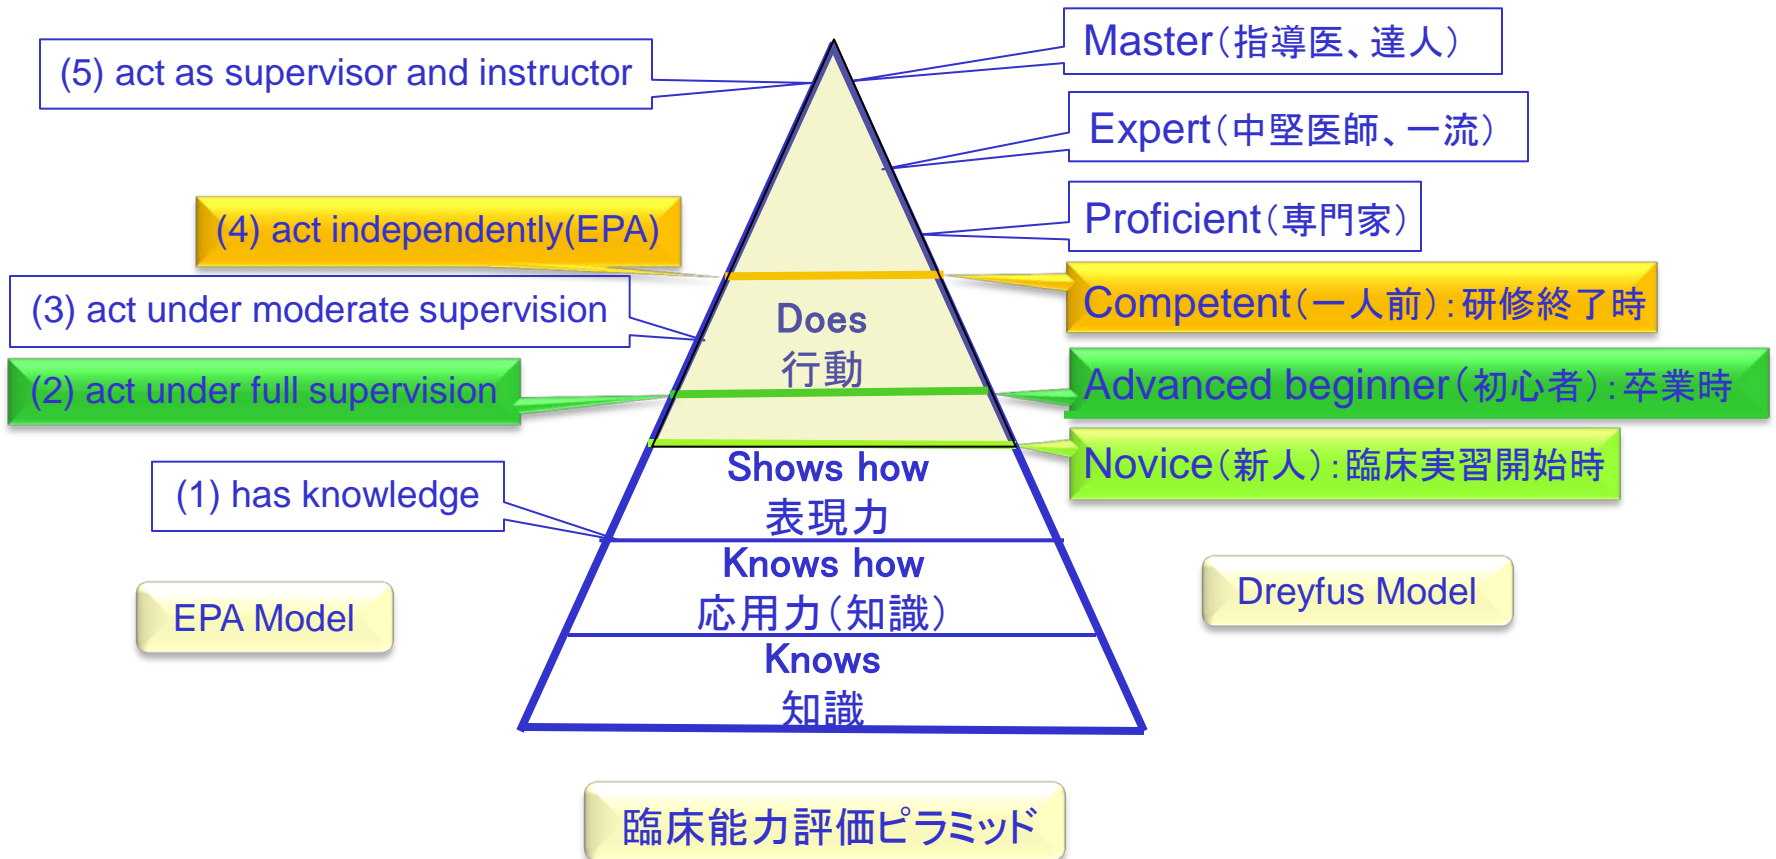 (5) act as supervisor and instructor
(4) act independently(EPA)
(3) act under moderate supervision
(2) act under full supervision
(1) has knowledge
EPA Model
Does
行動
Shows how
表現力
Knows how
応用力（知識）
Knows
知識
Master（指導医、達人）
Expert（中堅医師、一流）
Proficient（専門家）
Competent（一人前）：研修終了時
Advanced beginner（初心者）：卒業時
Novice（新人）：臨床実習開始時
Dreyfus Model
臨床能力評価ピラミッド